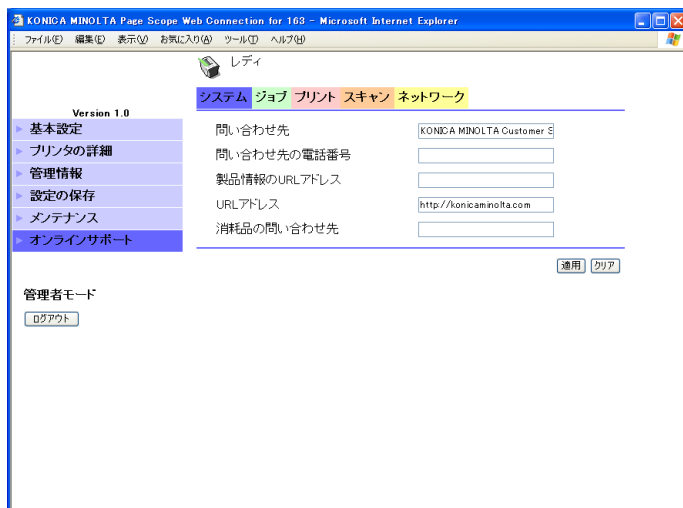 KONICA MINOLTA Page Scope Web Connection for 163 - Microsoft Internet Explorer
ファイル(F) 編集(E) 表示(V) お気に入り(A) ツール(T) ヘルプ(H)
レディ
システム ジョブ プリント スキャン ネットワーク
Version 1.0
基本設定
プリンタの詳細
管理情報
設定の保存
メンテナンス
オンラインサポート
問い合わせ先 KONICA MINOLTA Customer S
問い合わせ先の電話番号
製品情報のURLアドレス
URLアドレス http://konicaminolta.com
消耗品の問い合わせ先
適用 クリア
管理者モード
ログアウト